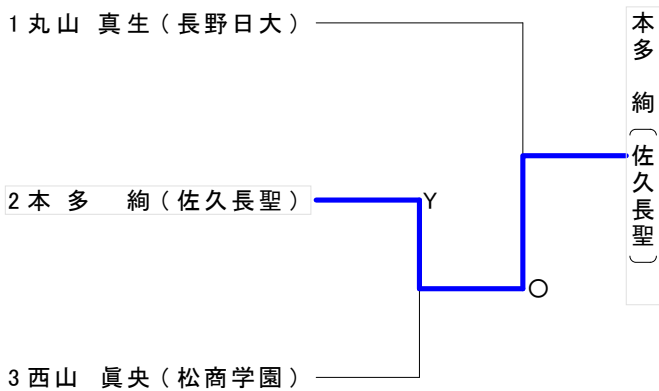 1 丸山 真生(長野日大)
2 本多 絢(佐久長聖)
Y
○
3 西山 眞央(松商学園)
本多 絢(佐久長聖)